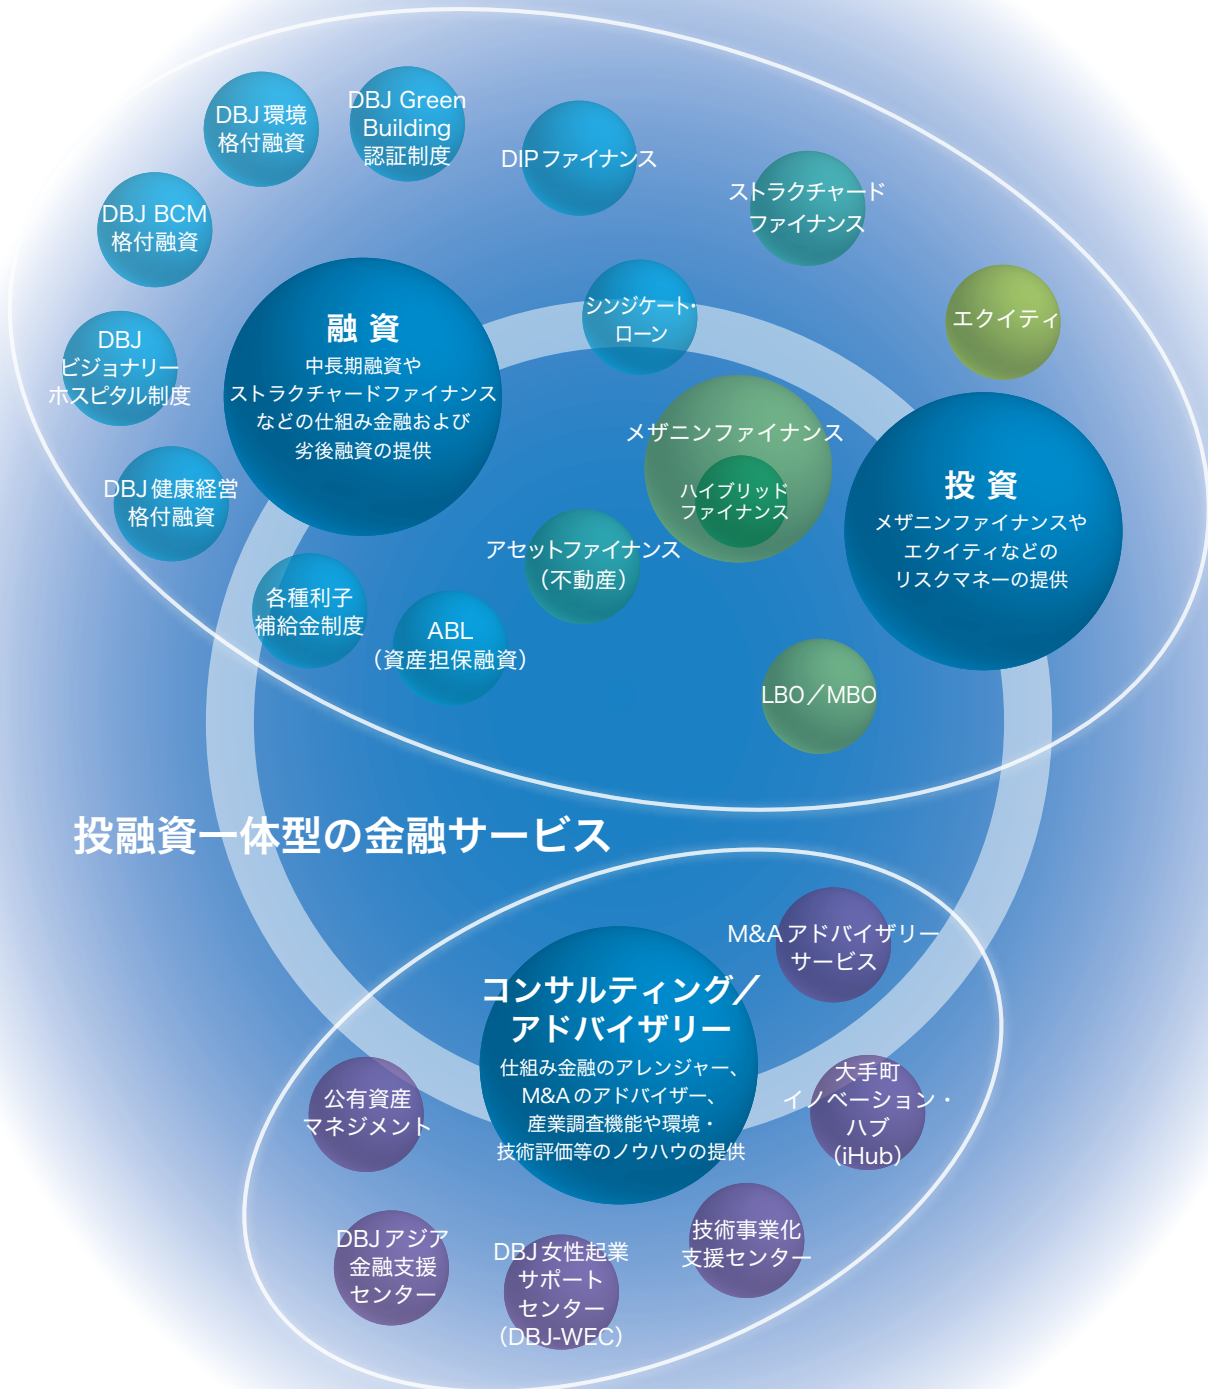 DBJ 環境
格付融資
DBJ Green
Building
認証制度
DIP ファイナンス
ストラクチャード
ファイナンス
DBJ BCM
格付融資
融 資
中長期融資や
ストラクチャードファイナンス
などの仕組み金融および
劣後融資の提供
シンジケート・
ローン
エクイティ
DBJ
ビジョナリー
ホスピタル制度
メザニンファイナンス
ハイブリッド
ファイナンス
投 資
メザニンファイナンスや
エクイティなどの
リスクマネーの提供
DBJ 健康経営
格付融資
アセットファイナンス
（不動産）
各種利子
補給金制度
ABL
（資産担保融資）
LBO／MBO
投融資一体型の金融サービス
M&A アドバイザリー
サービス
コンサルティング／
アドバイザリー
仕組み金融のアレンジャー、
M&A のアドバイザー、
産業調査機能や環境・
技術評価等のノウハウの提供
公有資産
マネジメント
大手町
イノベーション・
ハブ
（iHub）
DBJ アジア
金融支援
センター
DBJ 女性起業
サポート
センター
（DBJ-WEC）
技術事業化
支援センター